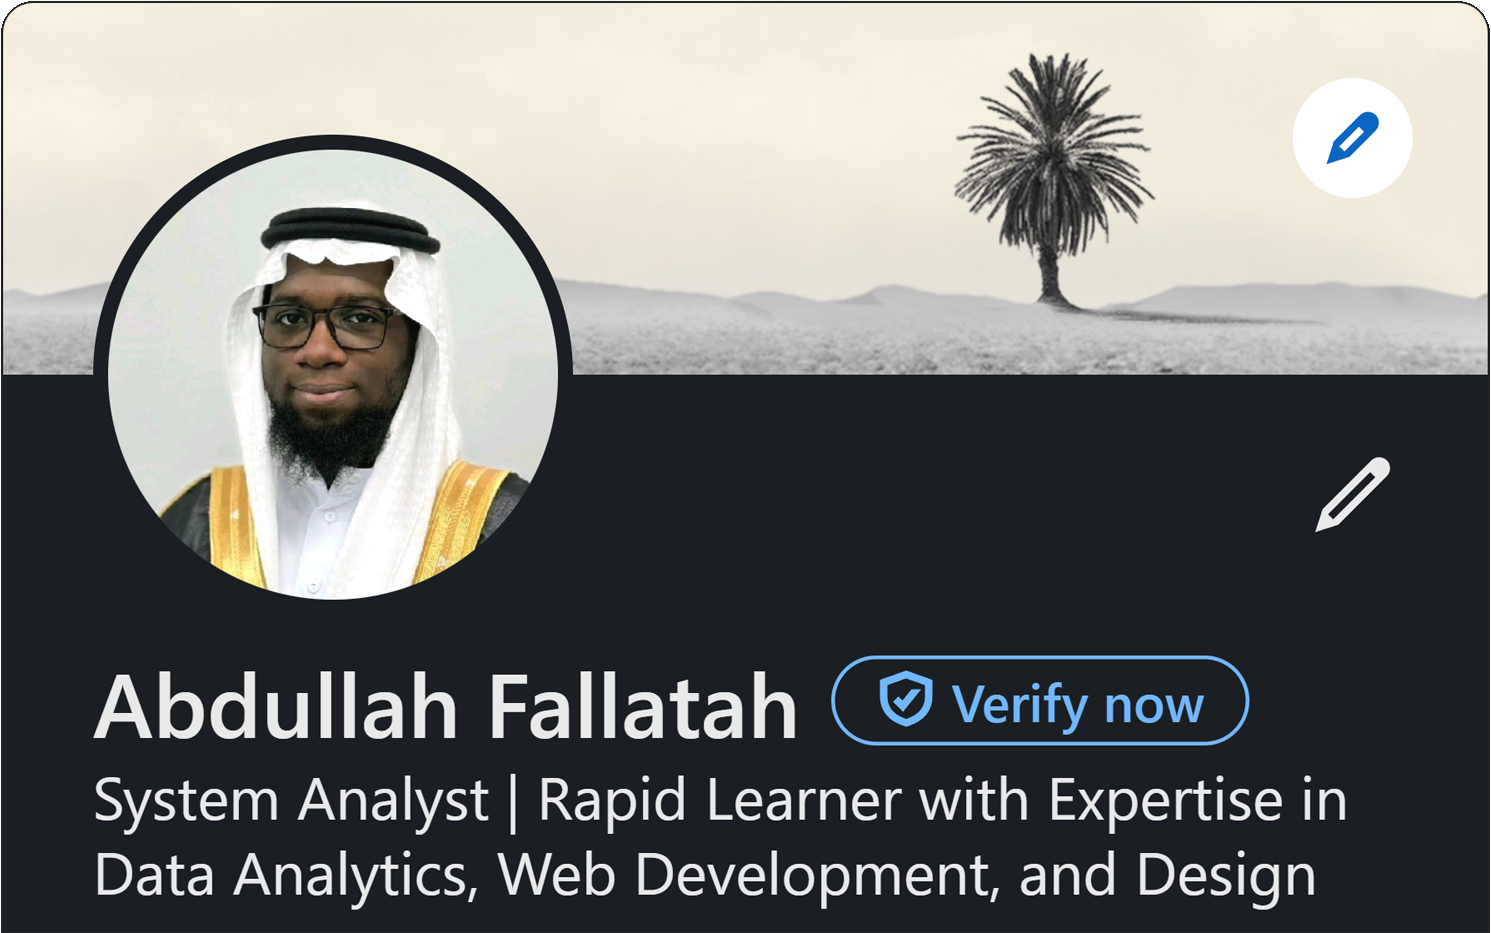 Abdullah Fallatah Verify now
System Analyst | Rapid Learner with Expertise in
Data Analytics, Web Development, and Design